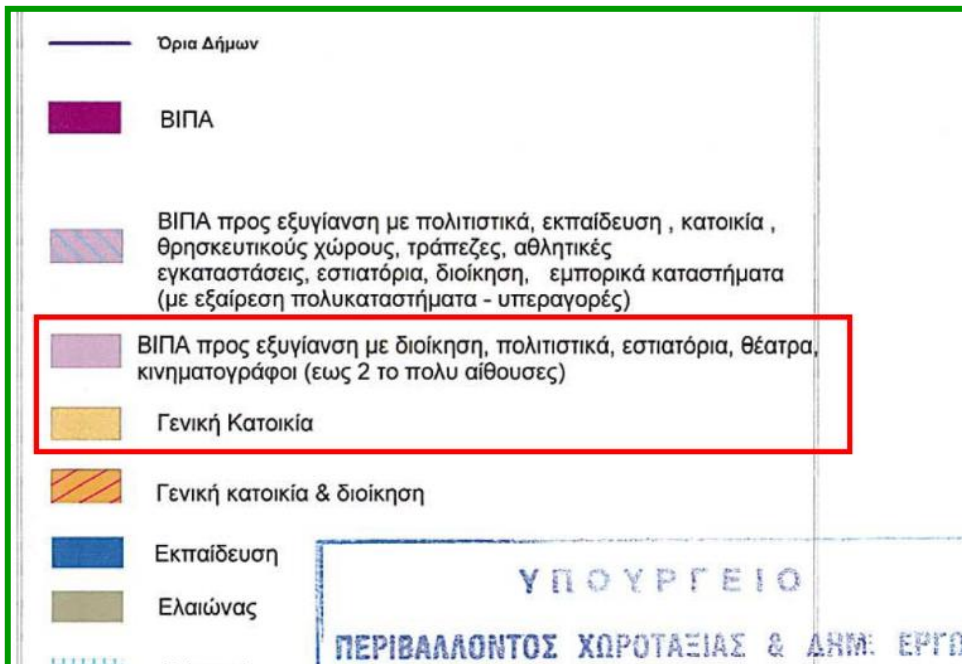 Όρια Δήμων
ΒΙΠΑ
ΒΙΠΑ προς εξυγίανση με πολιτιστικά, εκπαίδευση , κατοικία ,
θρησκευτικούς χώρους, τράπεζες, αθλητικές
εγκαταστάσεις, εστιατόρια, διοίκηση, εμπορικά καταστήματα
(με εξαίρεση πολυκαταστήματα - υπεραγορές)
ΒΙΠΑ προς εξυγίανση με διοίκηση, πολιτιστικά, εστιατόρια, θέατρα,
κινηματογράφοι (εως 2 το πολυ αίθουσες)
Γενική Κατοικία
Γενική κατοικία & διοίκηση
Εκπαίδευση
Ελαιώνας
ΥΠΟΥΡΓΕΙΟ
ΠΕΡΙΒΑΛΛΟΝΤΟΣ ΧΩΡΟΤΑΞΙΑΣ & ΔΗΜ. ΕΡΓΩ